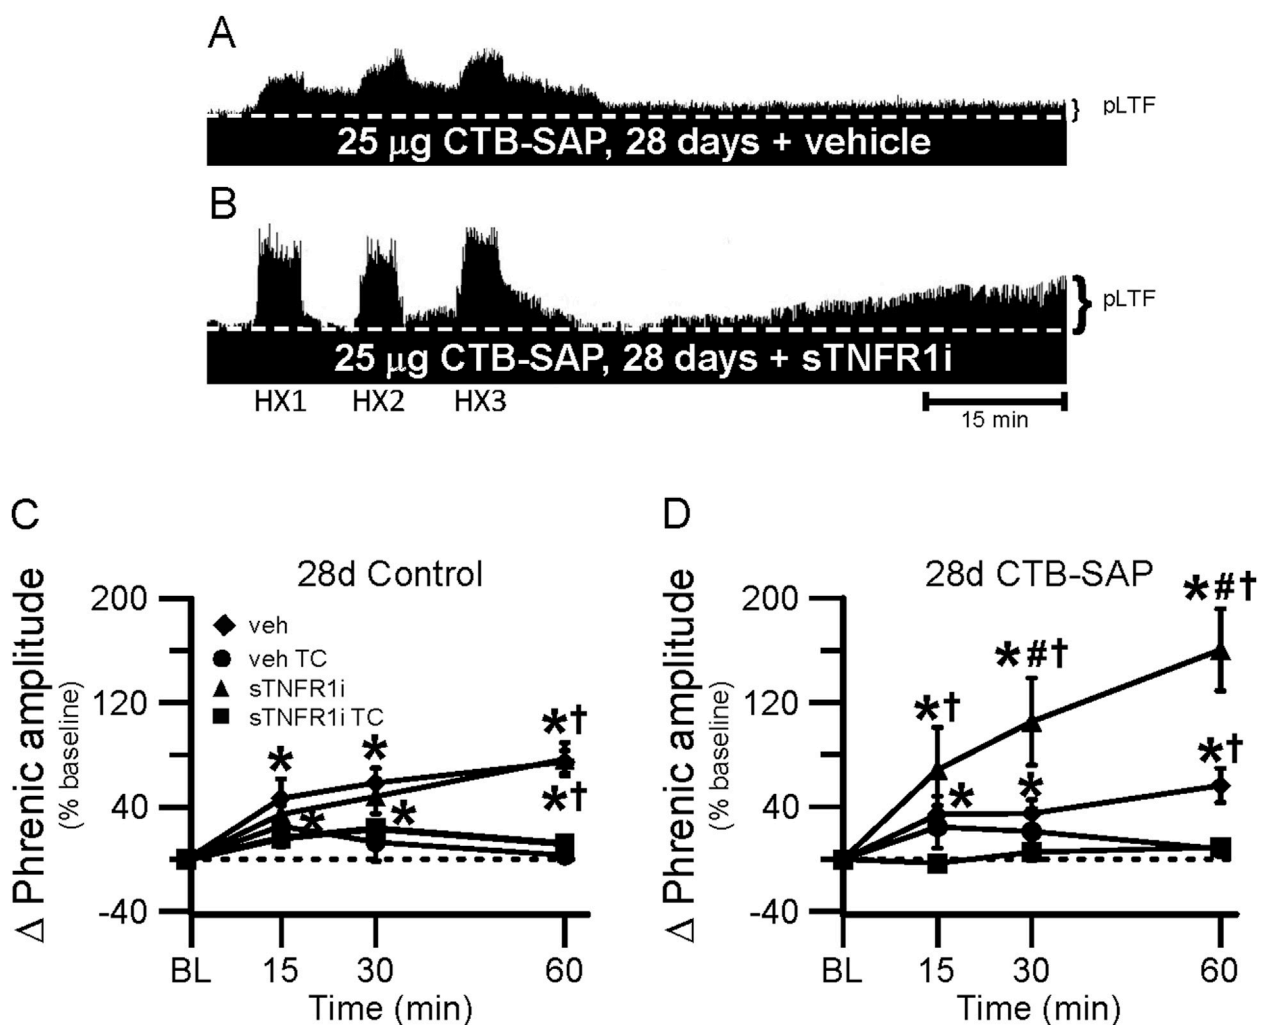 A
pLTF
25 μg CTB-SAP, 28 days + vehicle
B
pLTF
25 μg CTB-SAP, 28 days + sTNFR1i
HX1 HX2 HX3
15 min
C
28d Control
Δ Phrenic amplitude
(% baseline)
200
120
40
-40
veh
veh TC
sTNFR1i
sTNFR1i TC
*
*
*†
*
*
*†
BL 15 30 60
Time (min)
D
28d CTB-SAP
Δ Phrenic amplitude
(% baseline)
200
120
40
-40
*#†
*#†
*†
*†
*
*
BL 15 30 60
Time (min)